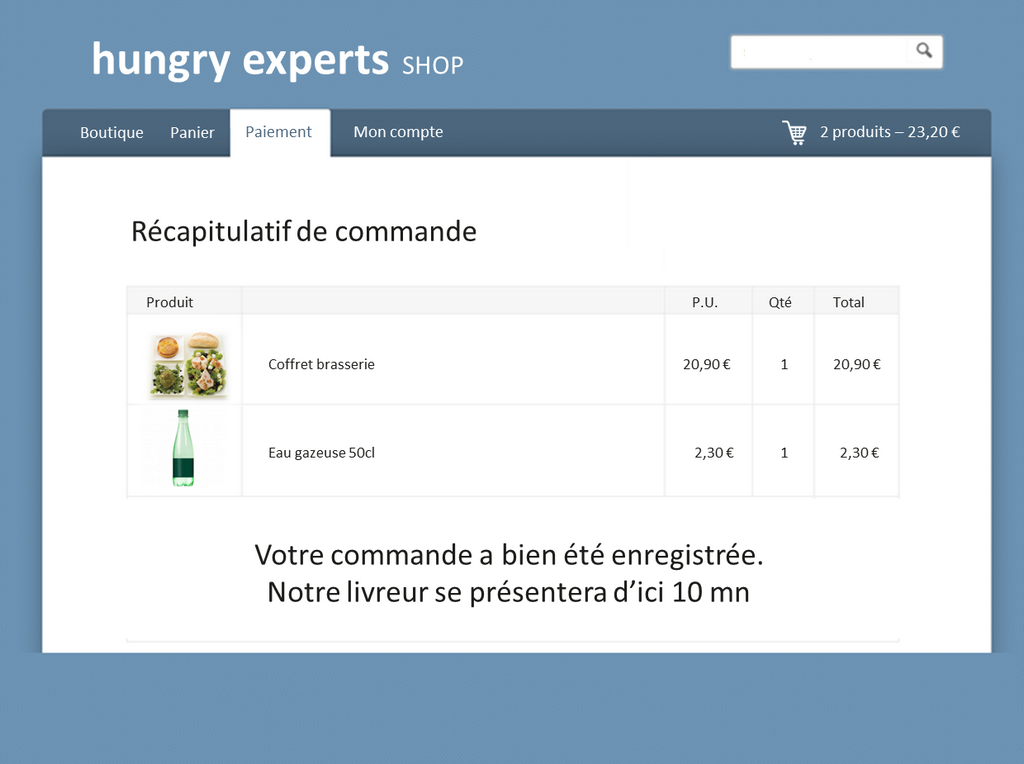 hungry experts SHOP
Boutique Panier Paiement Mon compte 2 produits – 23,20 €
Récapitulatif de commande
Produit P.U. Qté Total
Coffret brasserie 20,90 € 1 20,90 €
Eau gazeuse 50cl 2,30 € 1 2,30 €
Votre commande a bien été enregistrée.
Notre livreur se présentera d’ici 10 mn